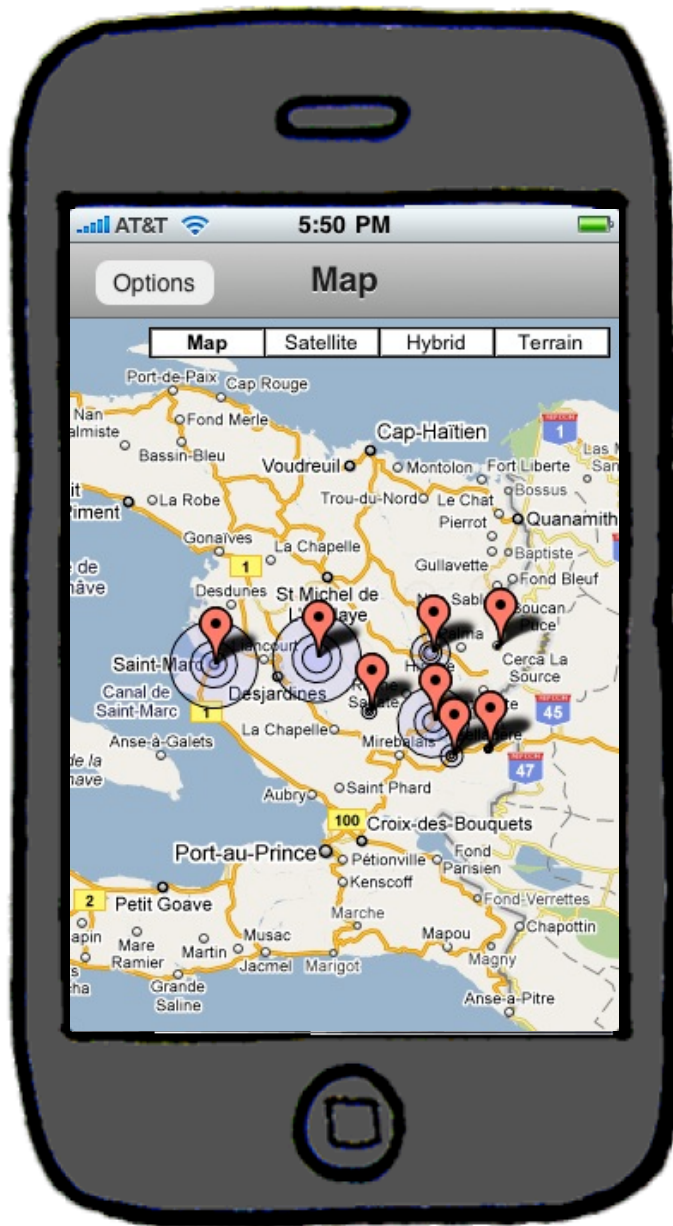 AT&T 5:50 PM
Options Map
Map Satellite Hybrid Terrain
Port-de-Paix
Cap Rouge
Nan
Fond Merle
1
almiste
Cap-Haïtien
Bassin-Bleu
Las
Voudreuil
Montolon
Fort Liberte
San
Bossus
La Robe
Trou-du-Nord
Le Chat
Piment
Pierrot
Quanamith
Gonaïves
La Chapelle
Baptiste
1
Gullavette
Desdunes
Fond Bleuf
St Michel de
Saint-Marc
Cerca La
Source
Desjardines
Canal de
Saint-Marc
1
45
La Chapelle
Anse-à-Galets
Mirebalais
de la
47
Saint Phard
Aubry
100
Croix-des-Bouquets
Port-au-Prince
Pétionville
Fond
Parisien
Kenscoff
2
Petit Goave
Fond-Verrettes
Marche
Chapottin
Mare
Ramier
Martin
Musac
Mapou
Jacmel
Marigot
Magny
Grande
Saline
Anse-a-Pitre